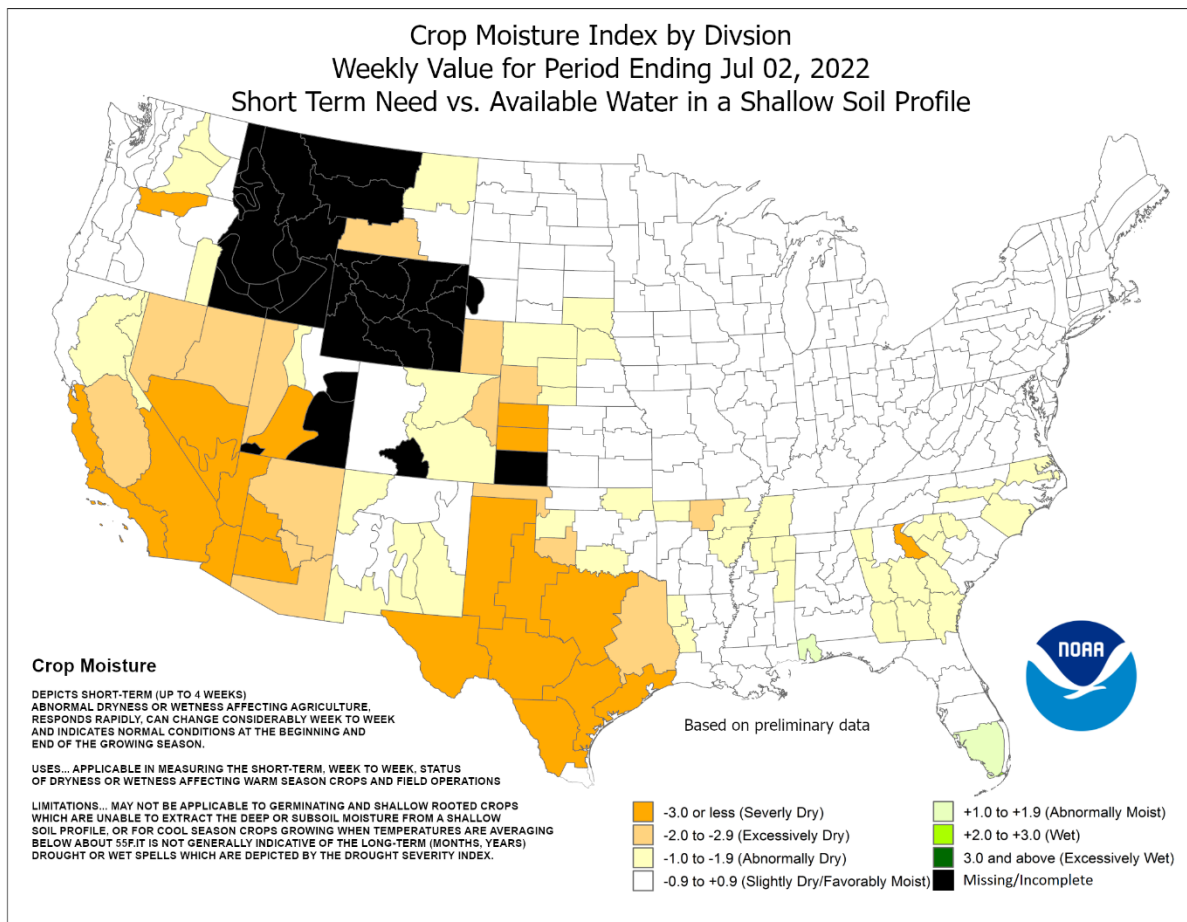 Crop Moisture Index by Divsion
Weekly Value for Period Ending Jul 02, 2022
Short Term Need vs. Available Water in a Shallow Soil Profile
NOAA
Based on preliminary data
Crop Moisture
DEPICTS SHORT-TERM (UP TO 4 WEEKS)
ABNORMAL DRYNESS OR WETNESS AFFECTING AGRICULTURE,
RESPONDS RAPIDLY, CAN CHANGE CONSIDERABLY WEEK TO WEEK
AND INDICATES NORMAL CONDITIONS AT THE BEGINNING AND
END OF THE GROWING SEASON.
USES... APPLICABLE IN MEASURING THE SHORT-TERM, WEEK TO WEEK, STATUS
OF DRYNESS OR WETNESS AFFECTING WARM SEASON CROPS AND FIELD OPERATIONS
LIMITATIONS... MAY NOT BE APPLICABLE TO GERMINATING AND SHALLOW ROOTED CROPS
WHICH ARE UNABLE TO EXTRACT THE DEEP OR SUBSOIL MOISTURE FROM A SHALLOW
SOIL PROFILE, OR FOR COOL SEASON CROPS GROWING WHEN TEMPERATURES ARE AVERAGING
BELOW ABOUT 55F.IT IS NOT GENERALLY INDICATIVE OF THE LONG-TERM (MONTHS, YEARS)
DROUGHT OR WET SPELLS WHICH ARE DEPICTED BY THE DROUGHT SEVERITY INDEX.
-3.0 or less (Severly Dry)
-2.0 to -2.9 (Excessively Dry)
-1.0 to -1.9 (Abnormally Dry)
-0.9 to +0.9 (Slightly Dry/Favorably Moist)
+1.0 to +1.9 (Abnormally Moist)
+2.0 to +3.0 (Wet)
3.0 and above (Excessively Wet)
Missing/Incomplete